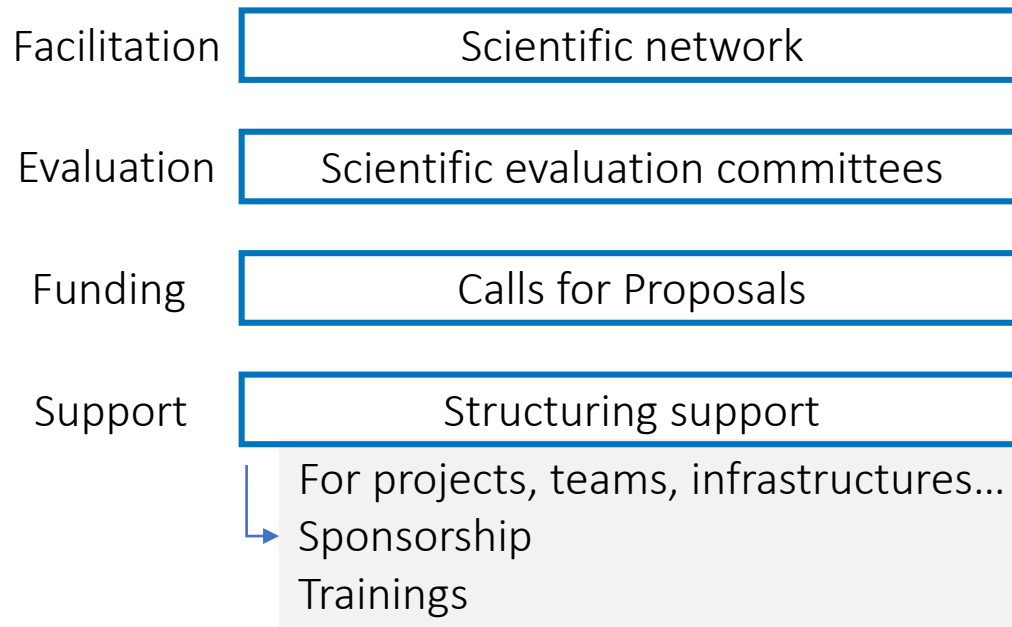 Facilitation Scientific network
Evaluation Scientific evaluation committees
Funding Calls for Proposals
Support Structuring support
For projects, teams, infrastructures…
Sponsorship
Trainings